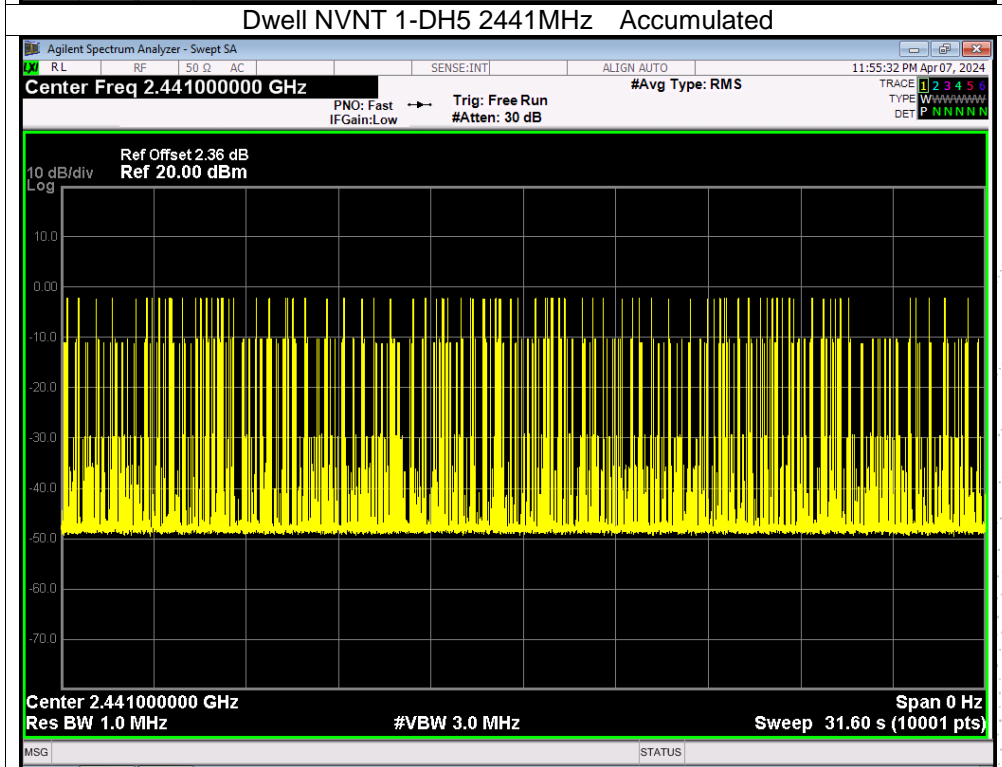 Dwell NVNT 1-DH5 2441MHz Accumulated
Agilent Spectrum Analyzer - Swept SA
LXI RL RF 50 Ω AC SENSE:INT ALIGN AUTO 11:55:32 PM Apr 07, 2024
Center Freq 2.441000000 GHz #Avg Type: RMS TRACE 1 2 3 4 5 6
PNO: Fast Trig: Free Run TYPE WWWWWW
IFGain:Low #Atten: 30 dB DET P N N N N N
Ref Offset 2.36 dB
10 dB/div Ref 20.00 dBm
Log
10.0
0.00
-10.0
-20.0
-30.0
-40.0
-50.0
-60.0
-70.0
Center 2.441000000 GHz Span 0 Hz
Res BW 1.0 MHz #VBW 3.0 MHz Sweep 31.60 s (10001 pts)
MSG STATUS